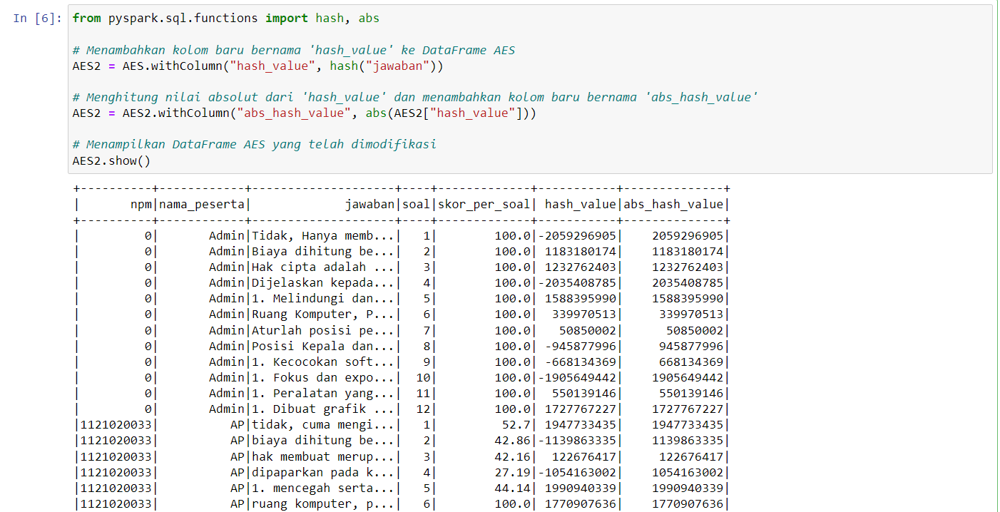 In [6]: from pyspark.sql.functions import hash, abs
# Menambahkan kolom baru bernama 'hash_value' ke DataFrame AES
AES2 = AES.withColumn("hash_value", hash("jawaban"))
# Menghitung nilai absolut dari 'hash_value' dan menambahkan kolom baru bernama 'abs_hash_value'
AES2 = AES2.withColumn("abs_hash_value", abs(AES2["hash_value"]))
# Menampilkan DataFrame AES yang telah dimodifikasi
AES2.show()
+----------+------------+--------------------+----+-------------+-----------+--------------+
|       npm|nama_peserta|             jawaban|soal|skor_per_soal| hash_value|abs_hash_value|
+----------+------------+--------------------+----+-------------+-----------+--------------+
|         0|       Admin|Tidak, Hanya memb...|   1|        100.0|-2059296905|    2059296905|
|         0|       Admin|Biaya dihitung be...|   2|        100.0| 1183180174|    1183180174|
|         0|       Admin|Hak cipta adalah ...|   3|        100.0| 1232762403|    1232762403|
|         0|       Admin|Dijelaskan kepada...|   4|        100.0|-2035408785|    2035408785|
|         0|       Admin|1. Melindungi dan...|   5|        100.0| 1588395990|    1588395990|
|         0|       Admin|Ruang Komputer, P...|   6|        100.0|  339970513|     339970513|
|         0|       Admin|Aturlah posisi pe...|   7|        100.0|   50850002|      50850002|
|         0|       Admin|Posisi Kepala dan...|   8|        100.0| -945877996|     945877996|
|         0|       Admin|1. Kecocokan soft...|   9|        100.0| -668134369|     668134369|
|         0|       Admin|1. Fokus dan expo...|  10|        100.0|-1905649442|    1905649442|
|         0|       Admin|1. Peralatan yang...|  11|        100.0|  550139146|     550139146|
|         0|       Admin|1. Dibuat grafik ...|  12|        100.0| 1727767227|    1727767227|
|1121020033|          AP|tidak, cuma mengi...|   1|         52.7| 1947733435|    1947733435|
|1121020033|          AP|biaya dihitung be...|   2|        42.86|-1139863335|    1139863335|
|1121020033|          AP|hak membuat merup...|   3|        42.16|  122676417|     122676417|
|1121020033|          AP|dipaparkan pada k...|   4|        27.19|-1054163002|    1054163002|
|1121020033|          AP|1. mencegah serta...|   5|        44.14| 1990940339|    1990940339|
|1121020033|          AP|ruang komputer, p...|   6|        100.0| 1770907636|    1770907636|